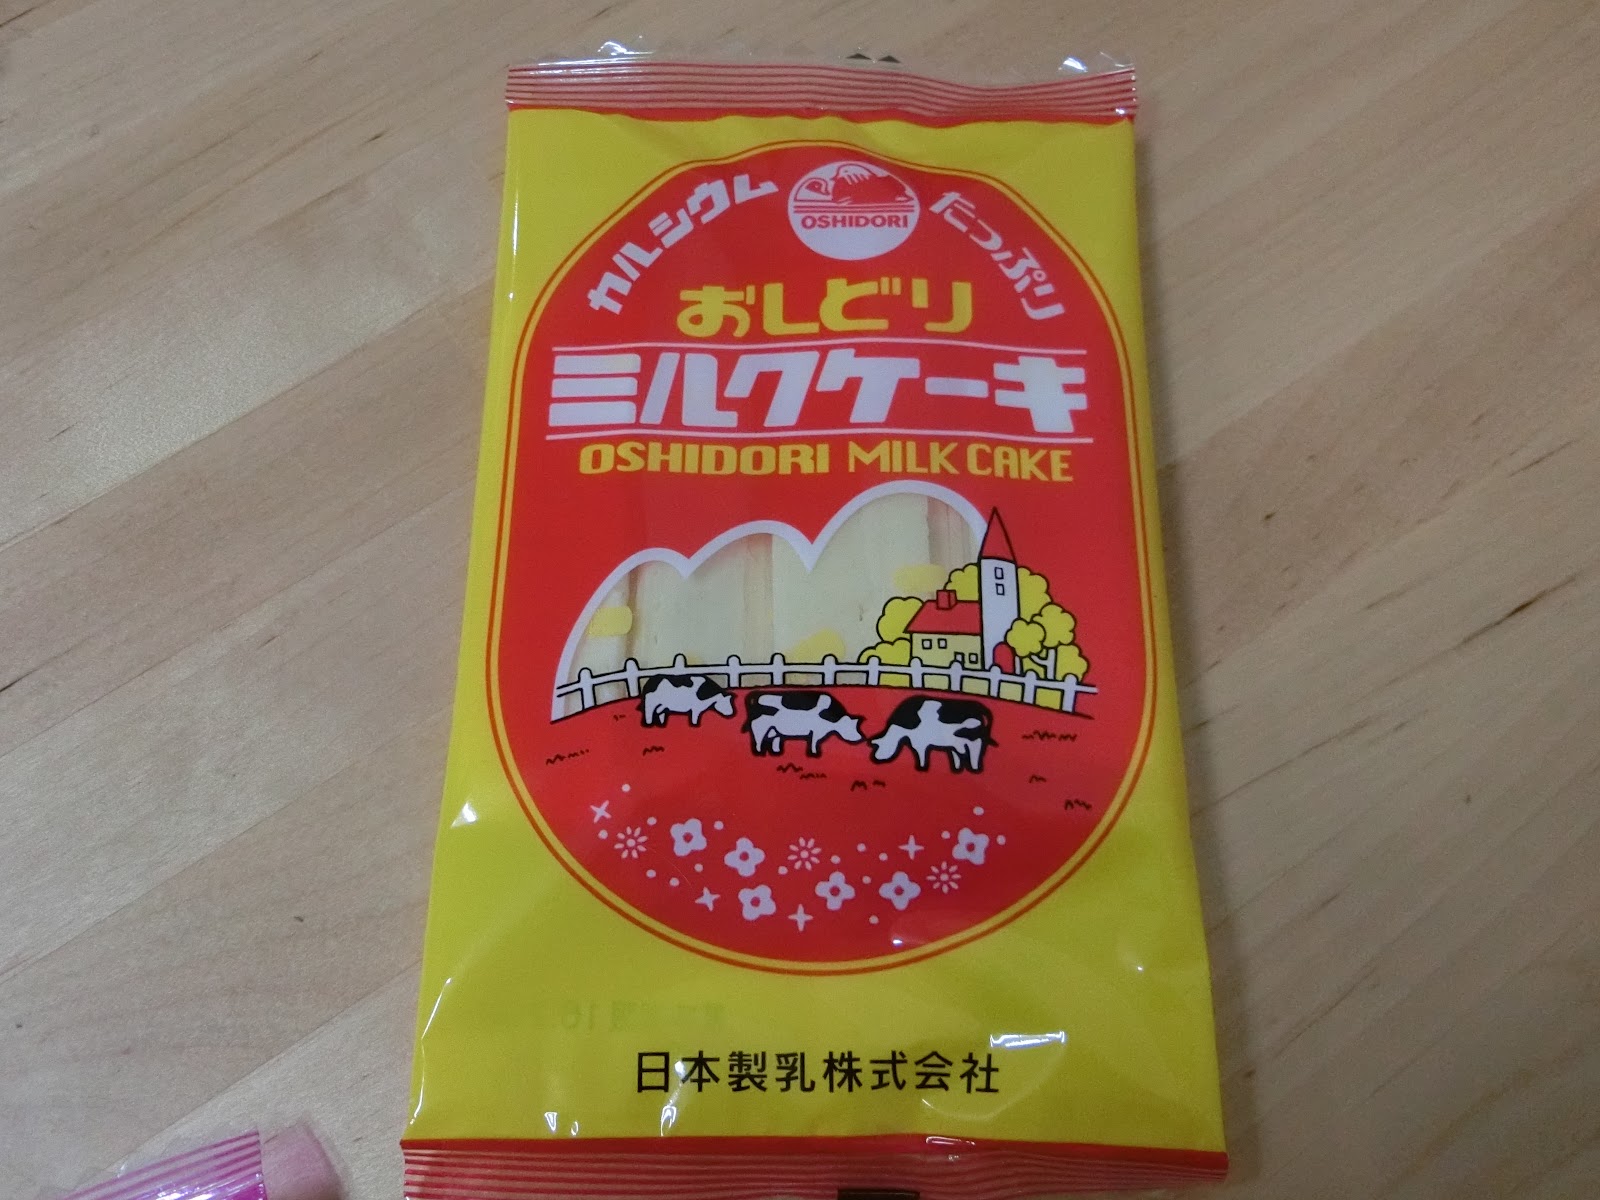 カルシウム たっぷり
OSHIDORI
おしどり
ミルクケーキ
OSHIDORI MILK CAKE
日本製乳株式会社